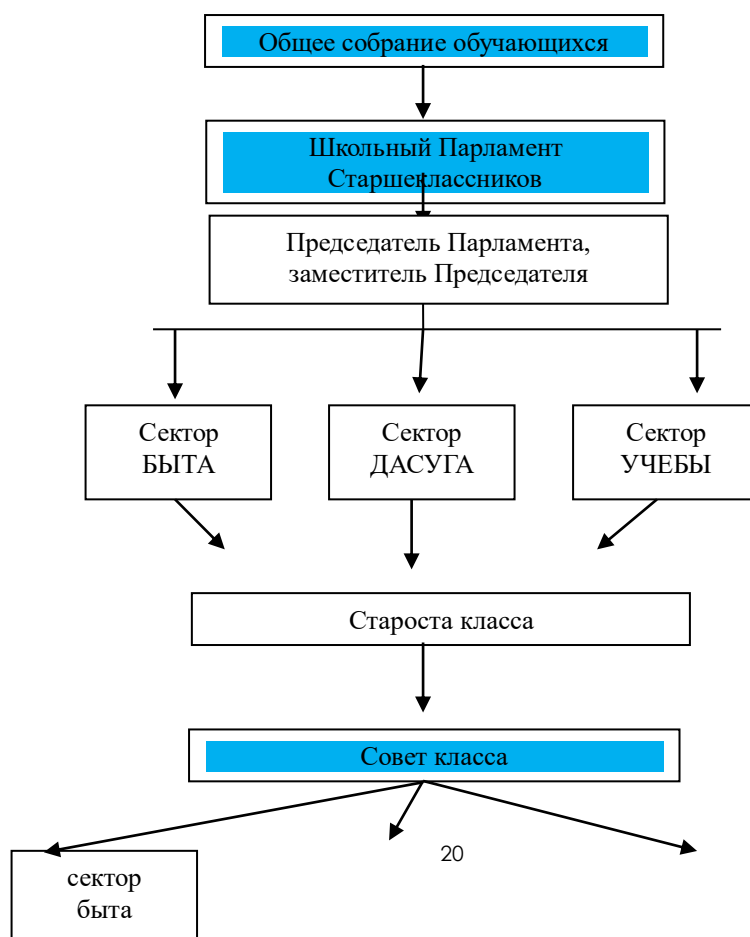 Общее собрание обучающихся
Школьный Парламент
Старшеклассников
Председатель Парламента,
заместитель Председателя
Сектор
БЫТА
Сектор
ДАСУГА
Сектор
УЧЕБЫ
Староста класса
Совет класса
20
сектор
быта